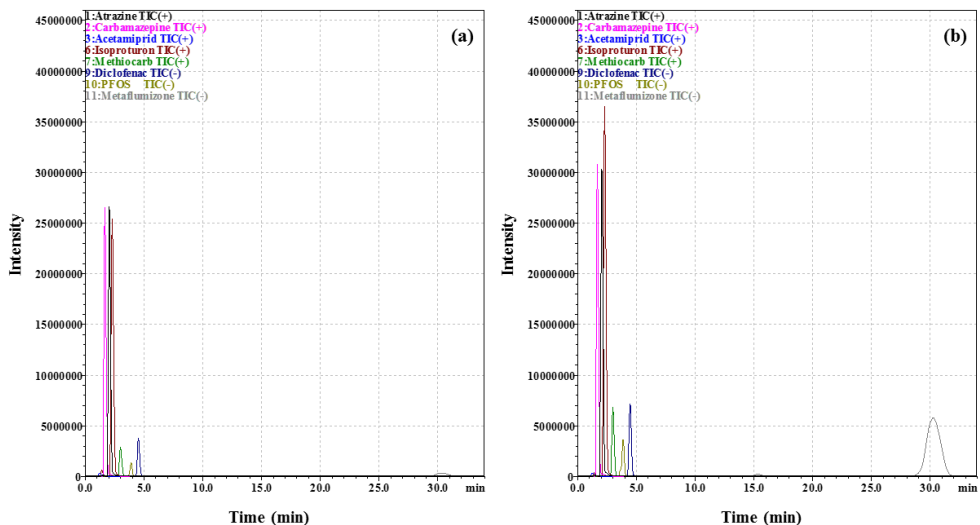 45000000
40000000
35000000
30000000
25000000
20000000
15000000
10000000
5000000
0
Intensity
1:Atrazine TIC(+)
2:Carbamazepine TIC(+)
3:Acetamiprid TIC(+)
6:Isoproturon TIC(+)
7:Methiocarb TIC(+)
9:Diclofenac TIC(-)
10:PFOS TIC(-)
11:Metaflumizone TIC(-)
(a)
0.0 5.0 10.0 15.0 20.0 25.0 30.0 min
Time (min)
45000000
40000000
35000000
30000000
25000000
20000000
15000000
10000000
5000000
0
Intensity
1:Atrazine TIC(+)
2:Carbamazepine TIC(+)
3:Acetamiprid TIC(+)
6:Isoproturon TIC(+)
7:Methiocarb TIC(+)
9:Diclofenac TIC(-)
10:PFOS TIC(-)
11:Metaflumizone TIC(-)
(b)
0.0 5.0 10.0 15.0 20.0 25.0 30.0 min
Time (min)